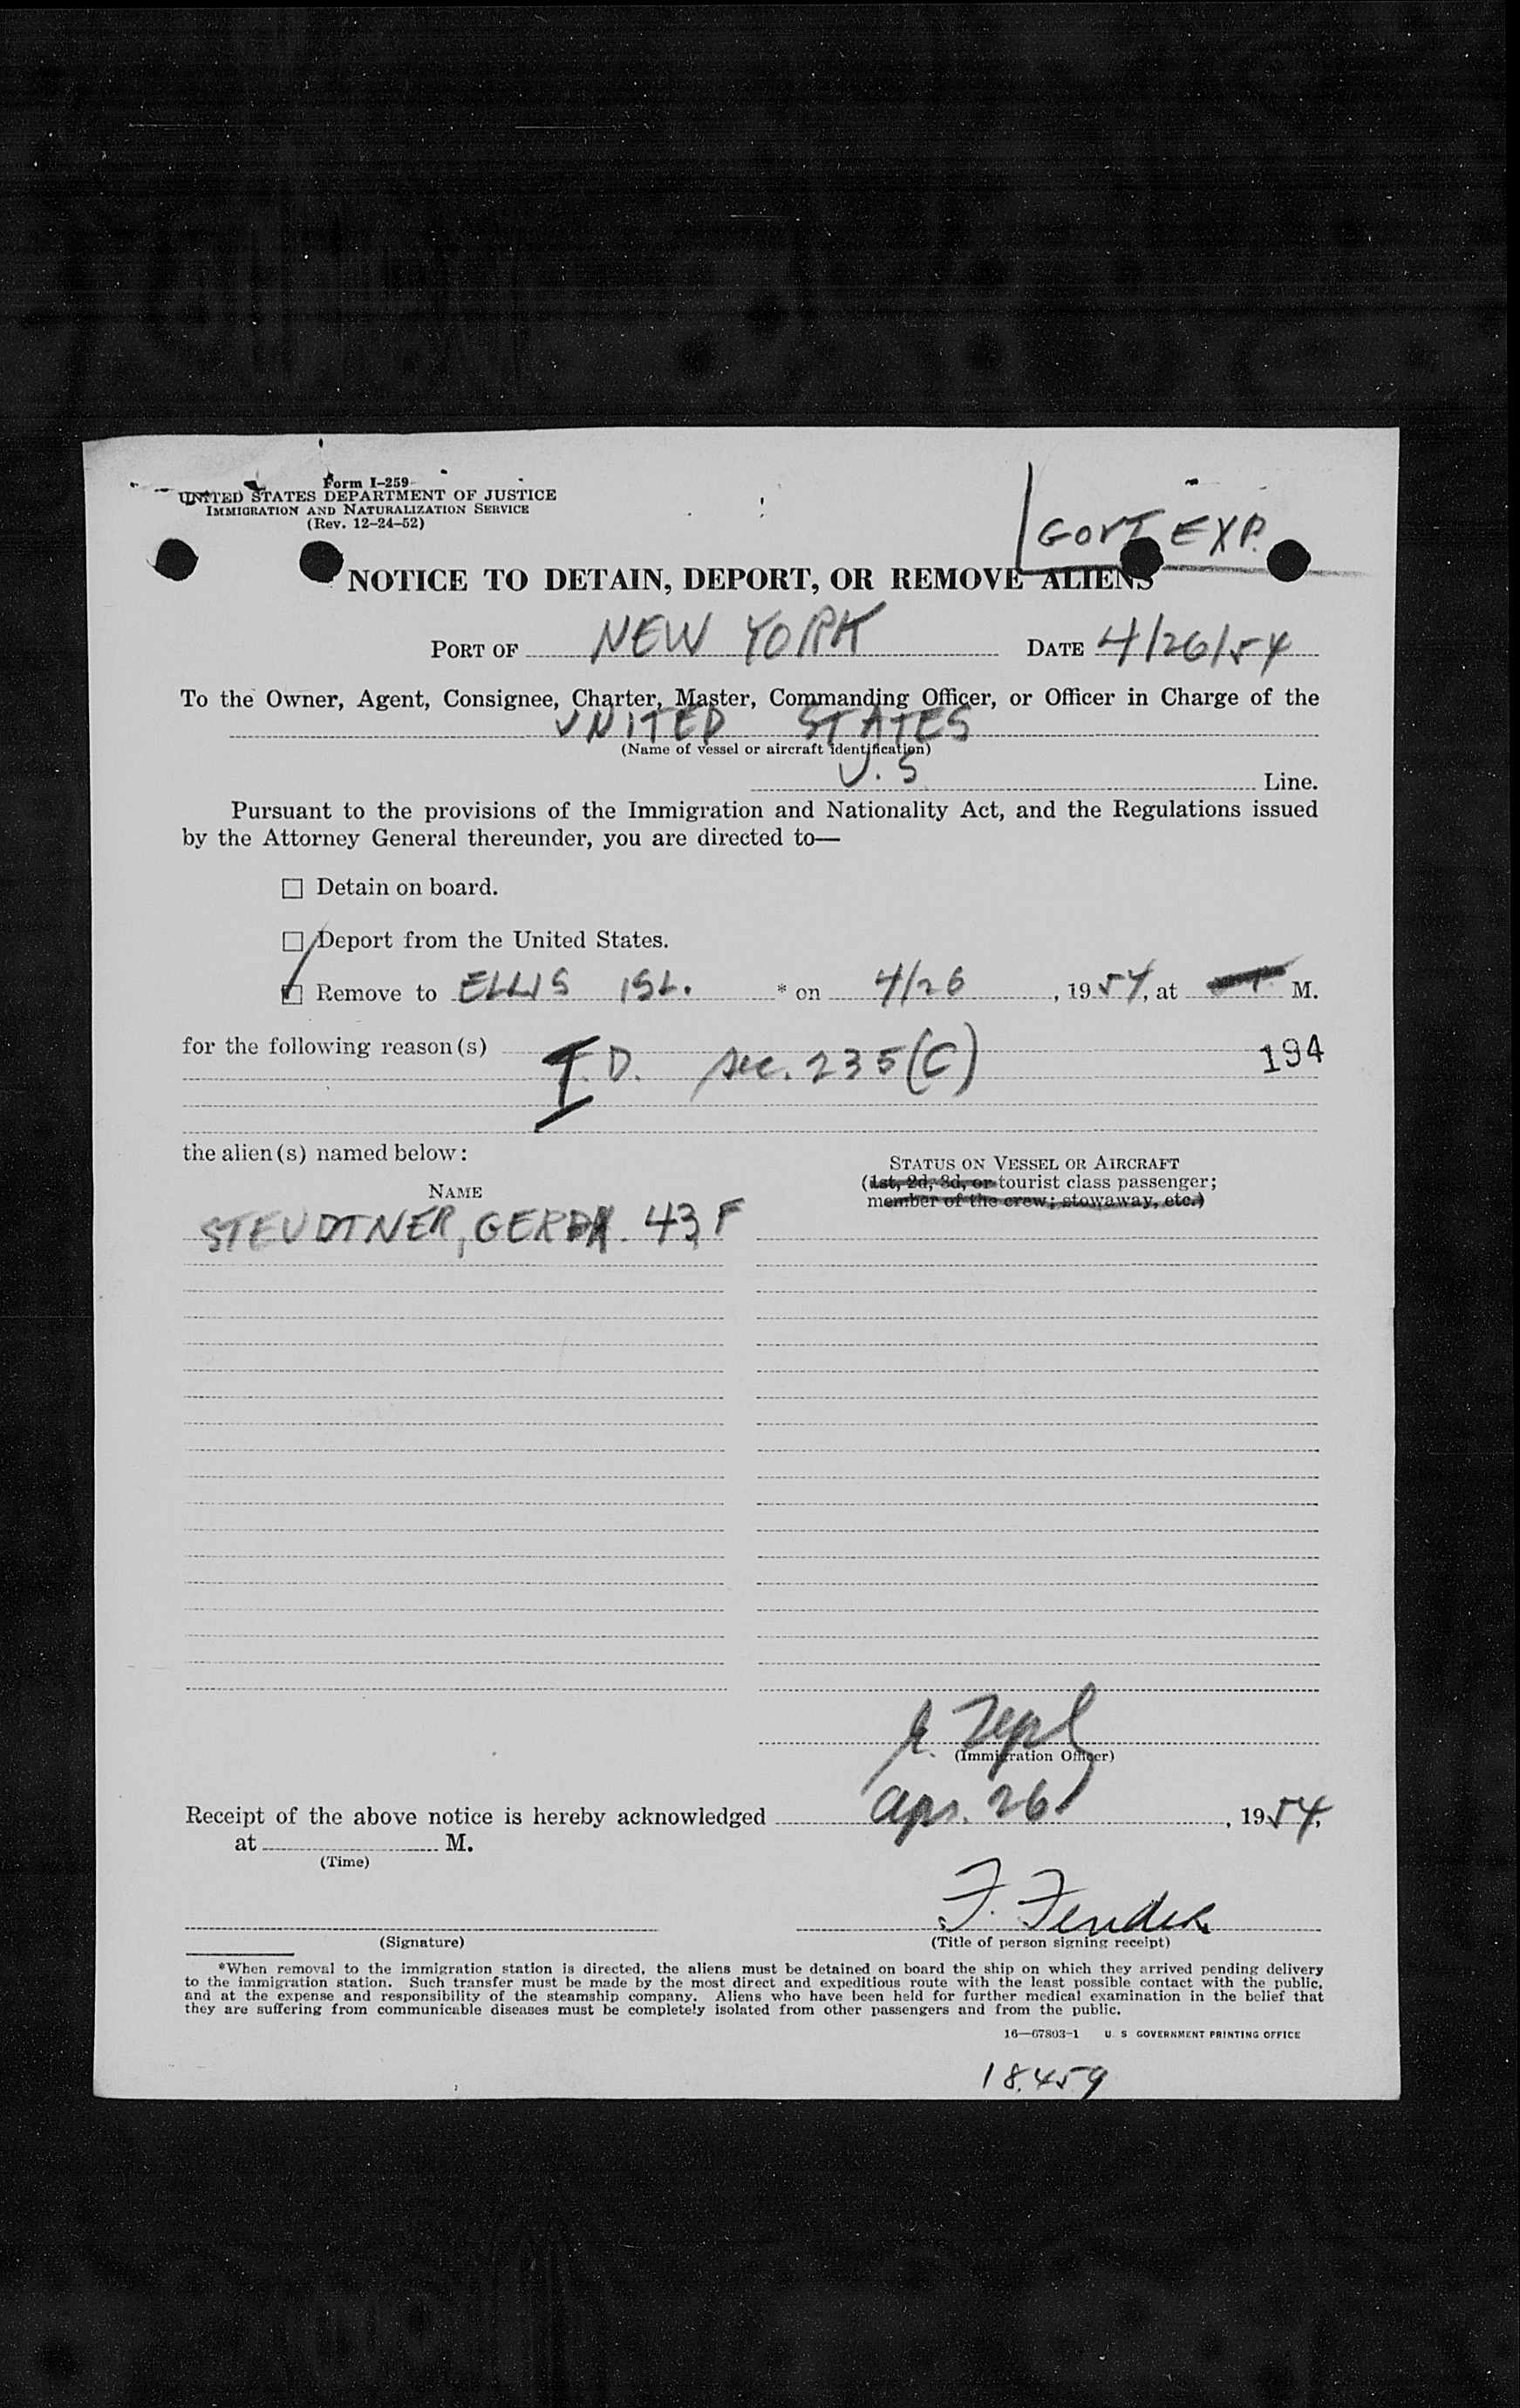 Form I-259
UNITED STATES DEPARTMENT OF JUSTICE
IMMIGRATION AND NATURALIZATION SERVICE
(Rev. 12-24-52)
GOVT EXP.
NOTICE TO DETAIN, DEPORT, OR REMOVE ALIENS
PORT OF NEW YORK DATE 4/26/54
To the Owner, Agent, Consignee, Charter, Master, Commanding Officer, or Officer in Charge of the
UNITED STATES
(Name of vessel or aircraft identification)
U.S. Line.
Pursuant to the provisions of the Immigration and Nationality Act, and the Regulations issued
by the Attorney General thereunder, you are directed to—
☐ Detain on board.
☐ Deport from the United States.
☑ Remove to ELLIS ISL. * on 4/26, 1954, at M.
for the following reason(s) 194
T.D. sec. 235(C)
the alien(s) named below:
STATUS ON VESSEL OR AIRCRAFT
(1st, 2d, 3d, or tourist class passenger;
member of the crew; stowaway, etc.)
NAME
STEUDTNER, GERDA. 43, F
(Immigration Officer)
Receipt of the above notice is hereby acknowledged Apr. 26, 1954,
at M.
(Time)
F.
(Signature) (Title of person signing receipt)
*When removal to the immigration station is directed, the aliens must be detained on board the ship on which they arrived pending delivery
to the immigration station. Such transfer must be made by the most direct and expeditious route with the least possible contact with the public,
and at the expense and responsibility of the steamship company. Aliens who have been held for further medical examination in the belief that
they are suffering from communicable diseases must be completely isolated from other passengers and from the public.
16—67803-1 U. S. GOVERNMENT PRINTING OFFICE
18.459